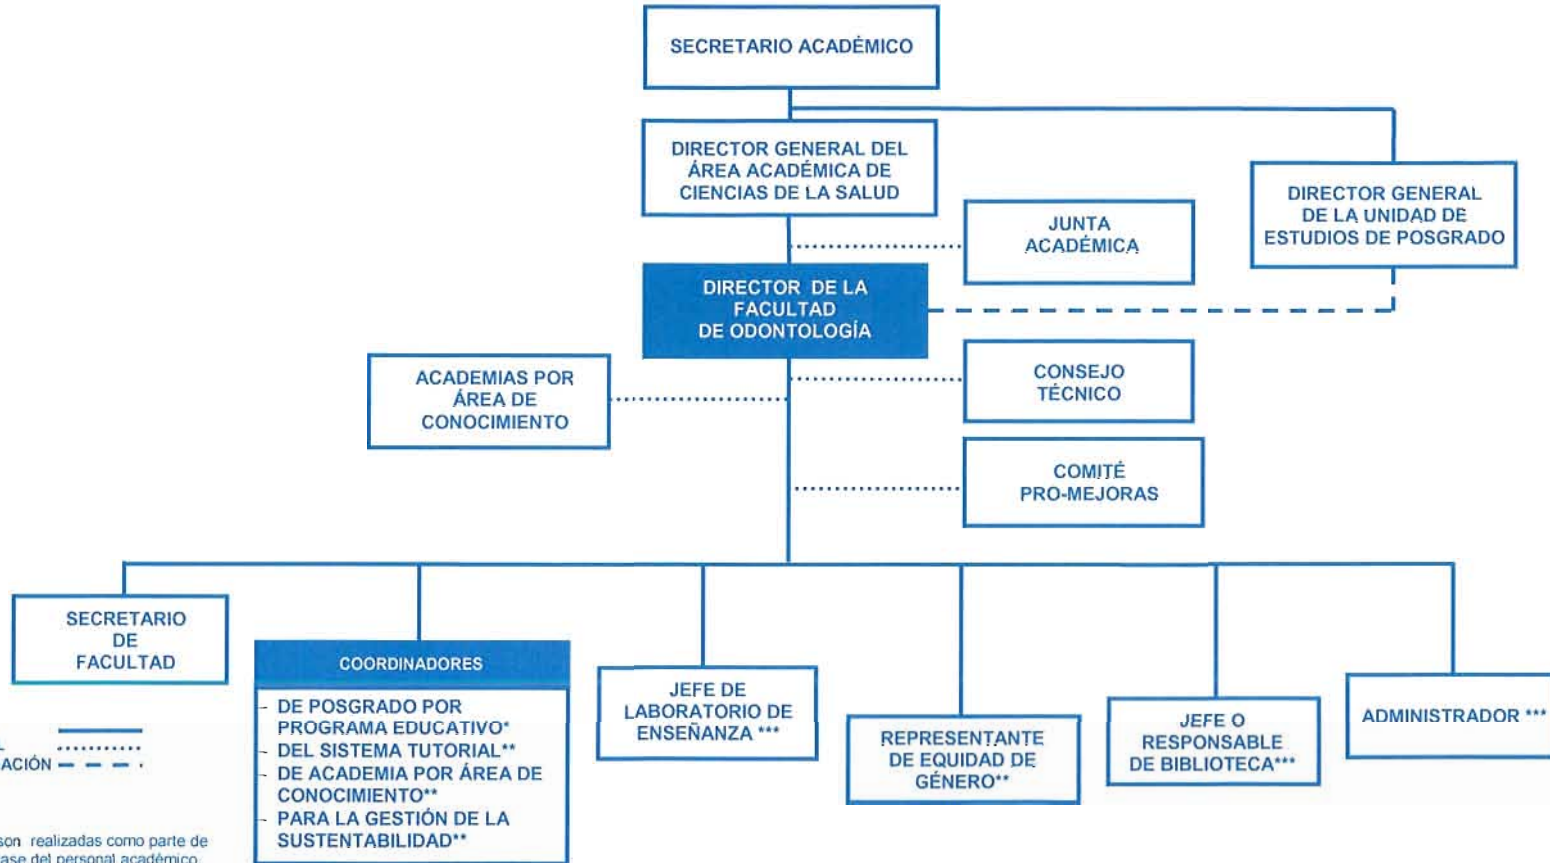 SECRETARIO ACADÉMICO
DIRECTOR GENERAL DEL
ÁREA ACADÉMICA DE
CIENCIAS DE LA SALUD
DIRECTOR GENERAL
DE LA UNIDAD DE
ESTUDIOS DE POSGRADO
JUNTA
ACADÉMICA
DIRECTOR DE LA
FACULTAD
DE ODONTOLOGÍA
CONSEJO
TÉCNICO
ACADEMIAS POR
ÁREA DE
CONOCIMIENTO
COMITÉ
PRO-MEJORAS
SECRETARIO
DE
FACULTAD
COORDINADORES
- DE POSGRADO POR
PROGRAMA EDUCATIVO*
- DEL SISTEMA TUTORIAL**
- DE ACADEMIA POR ÁREA DE
CONOCIMIENTO**
- PARA LA GESTIÓN DE LA
SUSTENTABILIDAD**
JEFE DE
LABORATORIO DE
ENSEÑANZA ***
REPRESENTANTE
DE EQUIDAD DE
GÉNERO**
JEFE O
RESPONSABLE
DE BIBLIOTECA***
ADMINISTRADOR ***
ACIÓN
son realizadas como parte de
ase del personal académico